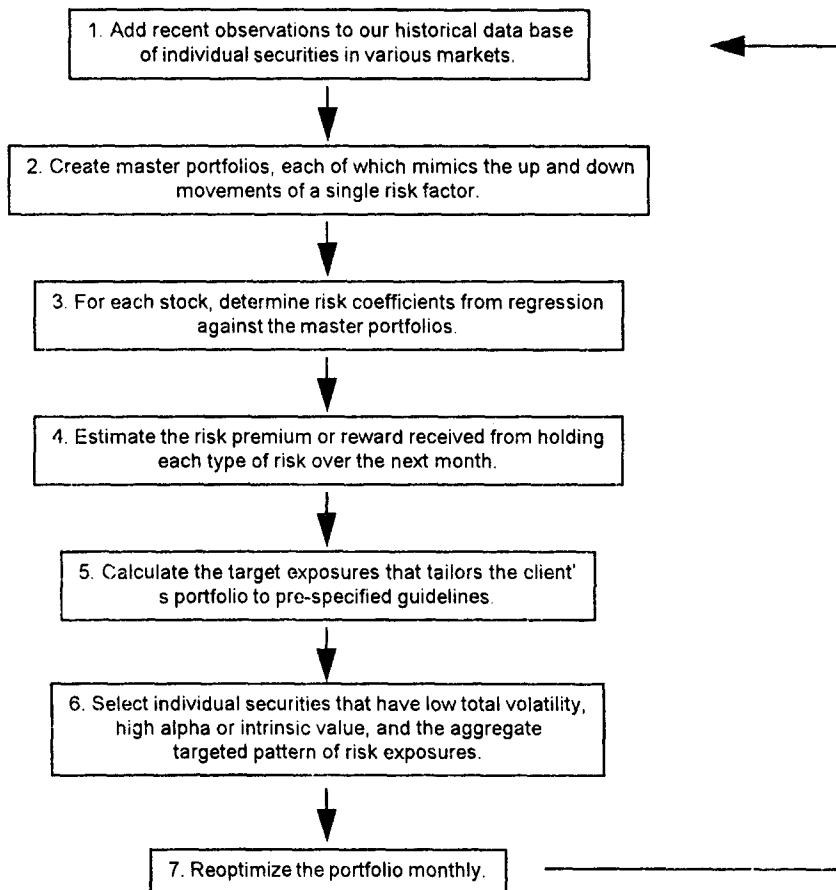 1. Add recent observations to our historical data base
of individual securities in various markets.
2. Create master portfolios, each of which mimics the up and down
movements of a single risk factor.
3. For each stock, determine risk coefficients from regression
against the master portfolios.
4. Estimate the risk premium or reward received from holding
each type of risk over the next month.
5. Calculate the target exposures that tailors the client'
s portfolio to pre-specified guidelines.
6. Select individual securities that have low total volatility,
high alpha or intrinsic value, and the aggregate
targeted pattern of risk exposures.
7. Reoptimize the portfolio monthly.